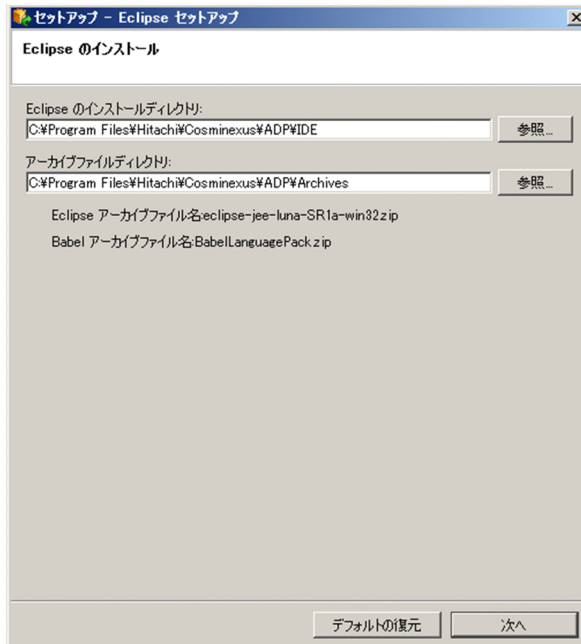 セットアップ - Eclipse セットアップ
Eclipse のインストール
Eclipse のインストールディレクトリ:
C:¥Program Files¥Hitachi¥Cosminexus¥ADP¥IDE
参照...
アーカイブファイルディレクトリ:
C:¥Program Files¥Hitachi¥Cosminexus¥ADP¥Archives
参照...
Eclipse アーカイブファイル名:eclipse-jee-luna-SR1a-win32.zip
Babel アーカイブファイル名:BabelLanguagePack.zip
デフォルトの復元
次へ